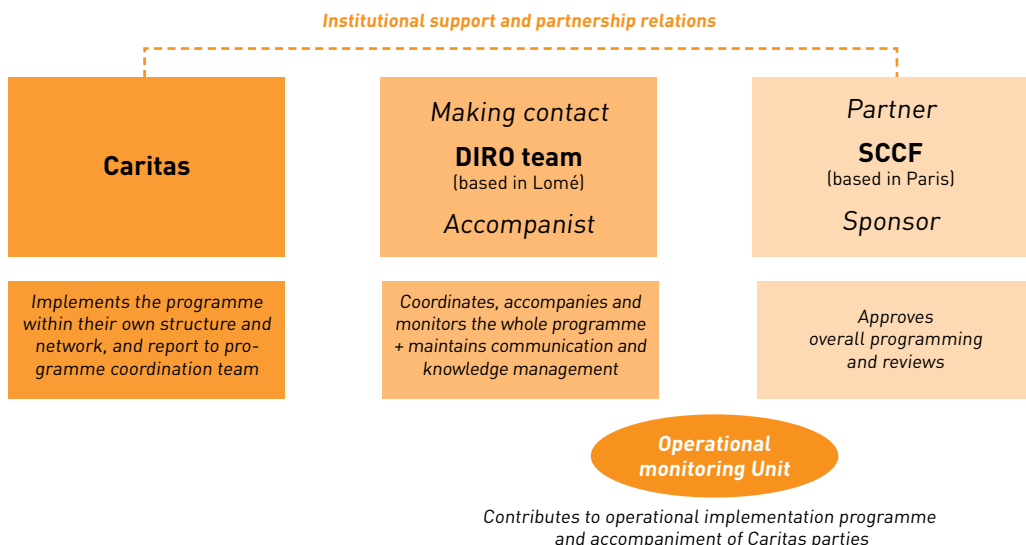 Institutional support and partnership relations
Caritas
Making contact
DIRO team
(based in Lomé)
Accompanist
Partner
SCCF
(based in Paris)
Sponsor
Implements the programme
within their own structure and
network, and report to pro-
gramme coordination team
Coordinates, accompanies and
monitors the whole programme
+ maintains communication and
knowledge management
Approves
overall programming
and reviews
Operational
monitoring Unit
Contributes to operational implementation programme
and accompaniment of Caritas parties